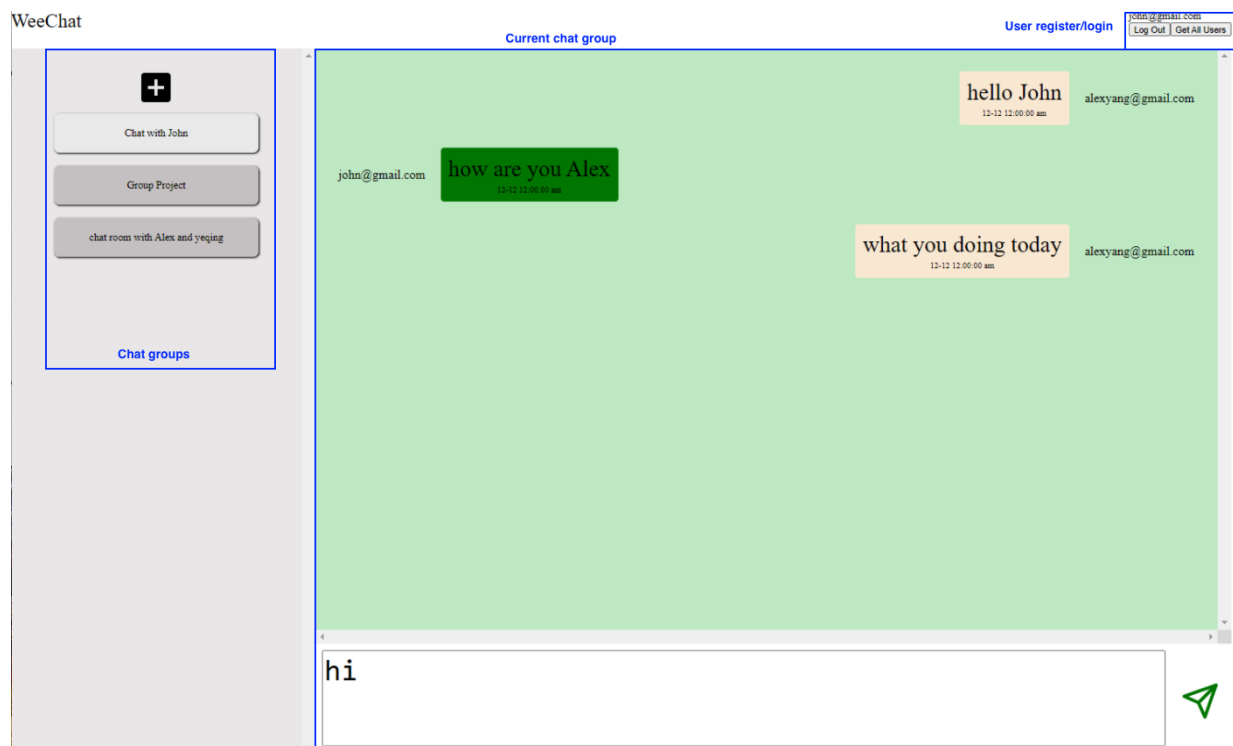 WeeChat
john@gmail.com
User register/login
Log Out
Get All Users
Current chat group
Chat with John
Group Project
chat room with Alex and yeqing
Chat groups
hello John
12-12 12:00:00 am
alexyang@gmail.com
john@gmail.com
how are you Alex
12-12 12:00:00 am
what you doing today
12-12 12:00:00 am
alexyang@gmail.com
hi